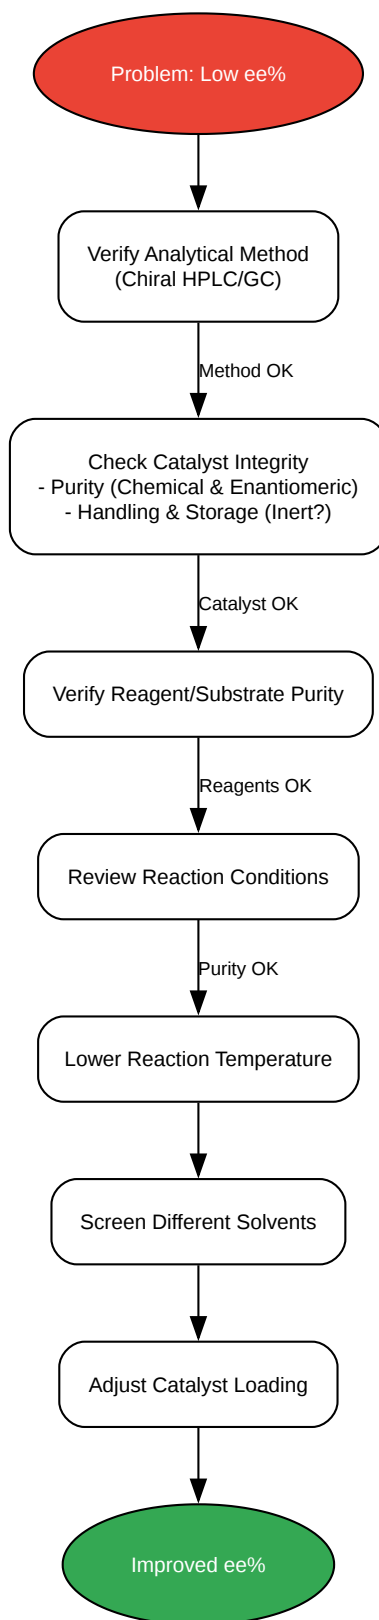 Problem: Low ee%
Verify Analytical Method
(Chiral HPLC/GC)
Method OK
Check Catalyst Integrity
- Purity (Chemical & Enantiomeric)
- Handling & Storage (Inert?)
Catalyst OK
Verify Reagent/Substrate Purity
Reagents OK
Review Reaction Conditions
Purity OK
Lower Reaction Temperature
Screen Different Solvents
Adjust Catalyst Loading
Improved ee%